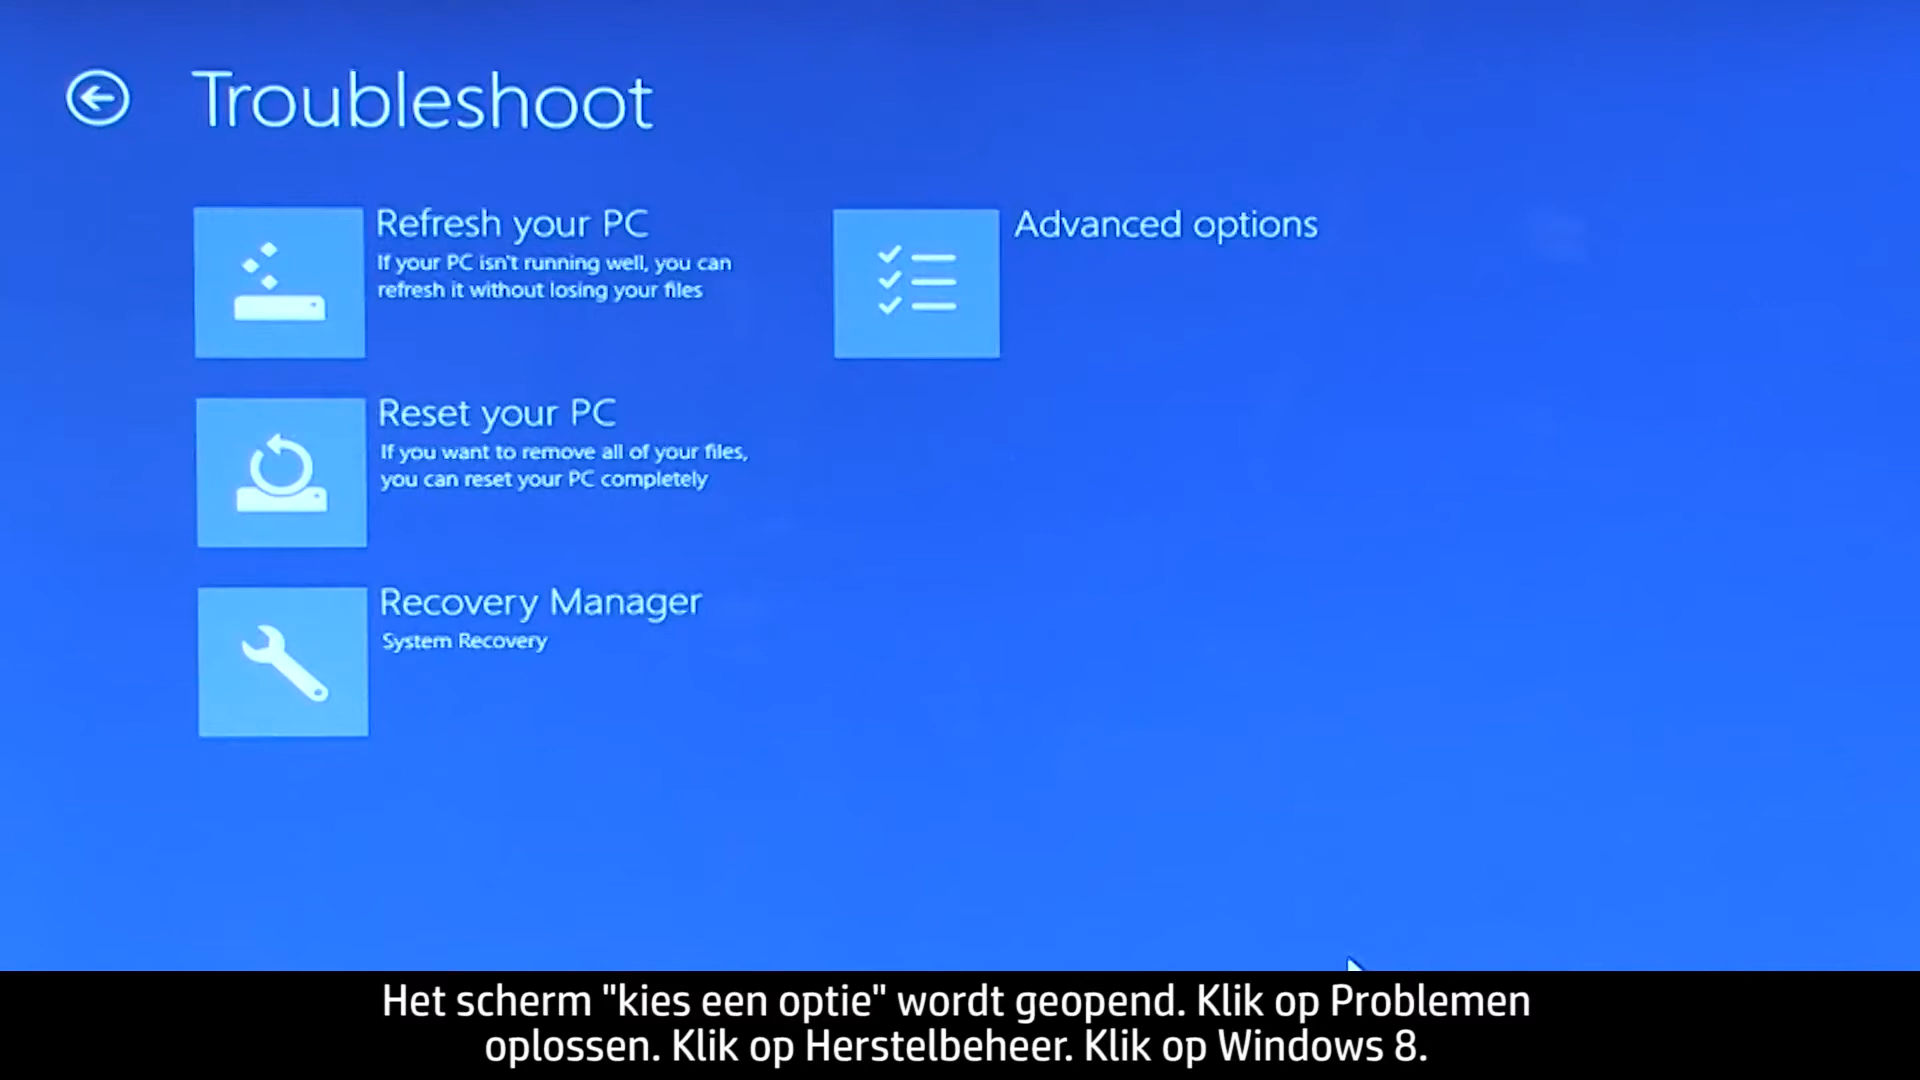 Troubleshoot
Refresh your PC
If your PC isn't running well, you can
refresh it without losing your files
Reset your PC
If you want to remove all of your files,
you can reset your PC completely
Recovery Manager
System Recovery
Advanced options
Het scherm "kies een optie" wordt geopend. Klik op Problemen
oplossen. Klik op Herstelbeheer. Klik op Windows 8.